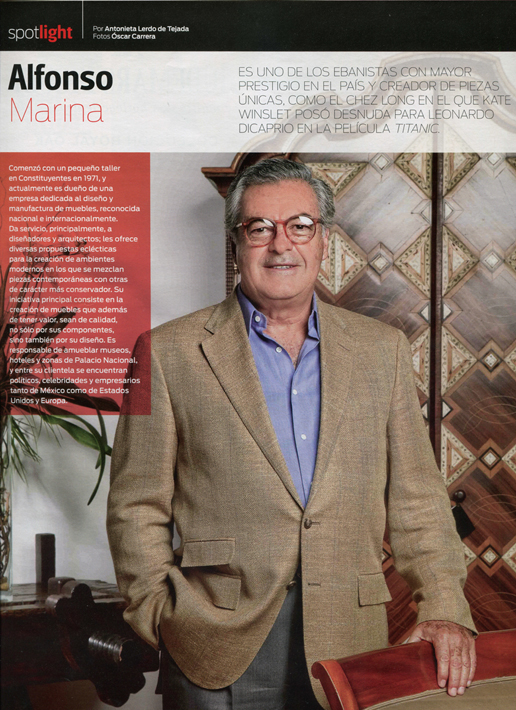 spotlight
Por Antonieta Lerdo de Tejada
Fotos Óscar Carrera
Alfonso
Marina
ES UNO DE LOS EBANISTAS CON MAYOR
PRESTIGIO EN EL PAÍS Y CREADOR DE PIEZAS
ÚNICAS, COMO EL CHEZ LONG EN EL QUE KATE
WINSLET POSÓ DESNUDA PARA LEONARDO
DICAPRIO EN LA PELÍCULA TITANIC.
Comenzó con un pequeño taller
en Constituyentes en 1971, y
actualmente es dueño de una
empresa dedicada al diseño y
manufactura de muebles, reconocida
nacional e internacionalmente.
Da servicio, principalmente, a
diseñadores y arquitectos; les ofrece
diversas propuestas eclécticas
para la creación de ambientes
modernos en los que se mezclan
piezas contemporáneas con otras
de carácter más conservador. Su
iniciativa principal consiste en la
creación de muebles que además
de tener valor, sean de calidad,
no sólo por sus componentes,
sino también por su diseño. Es
responsable de amueblar museos,
hoteles y zonas de Palacio Nacional,
y entre su clientela se encuentran
políticos, celebridades y empresarios
tanto de México como de Estados
Unidos y Europa.